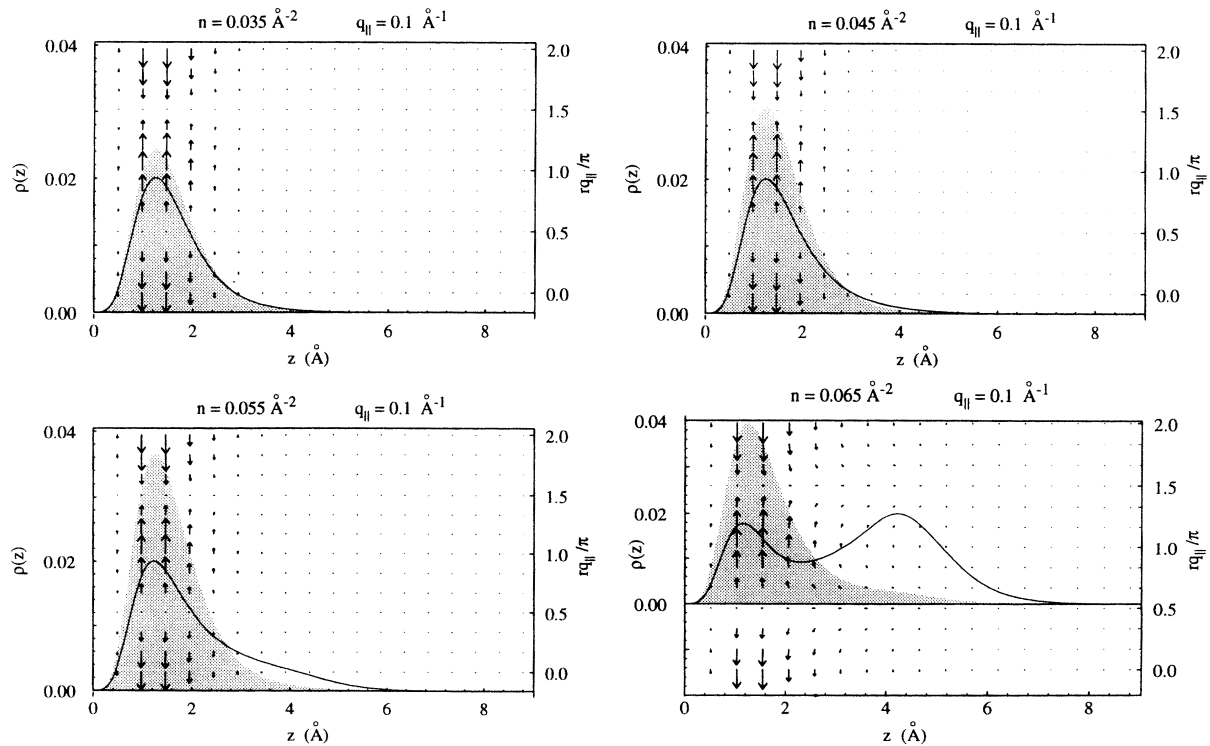 n = 0.035 Å⁻² q|| = 0.1 Å⁻¹
0.04
0.02
0.00
ρ(z)
2.0
1.5
1.0
0.5
0.0
rq||/π
0 2 4 6 8
z (Å)
n = 0.045 Å⁻² q|| = 0.1 Å⁻¹
0.04
0.02
0.00
ρ(z)
2.0
1.5
1.0
0.5
0.0
rq||/π
0 2 4 6 8
z (Å)
n = 0.055 Å⁻² q|| = 0.1 Å⁻¹
0.04
0.02
0.00
ρ(z)
2.0
1.5
1.0
0.5
0.0
rq||/π
0 2 4 6 8
z (Å)
n = 0.065 Å⁻² q|| = 0.1 Å⁻¹
0.04
0.02
0.00
ρ(z)
2.0
1.5
1.0
0.5
0.0
rq||/π
0 2 4 6 8
z (Å)